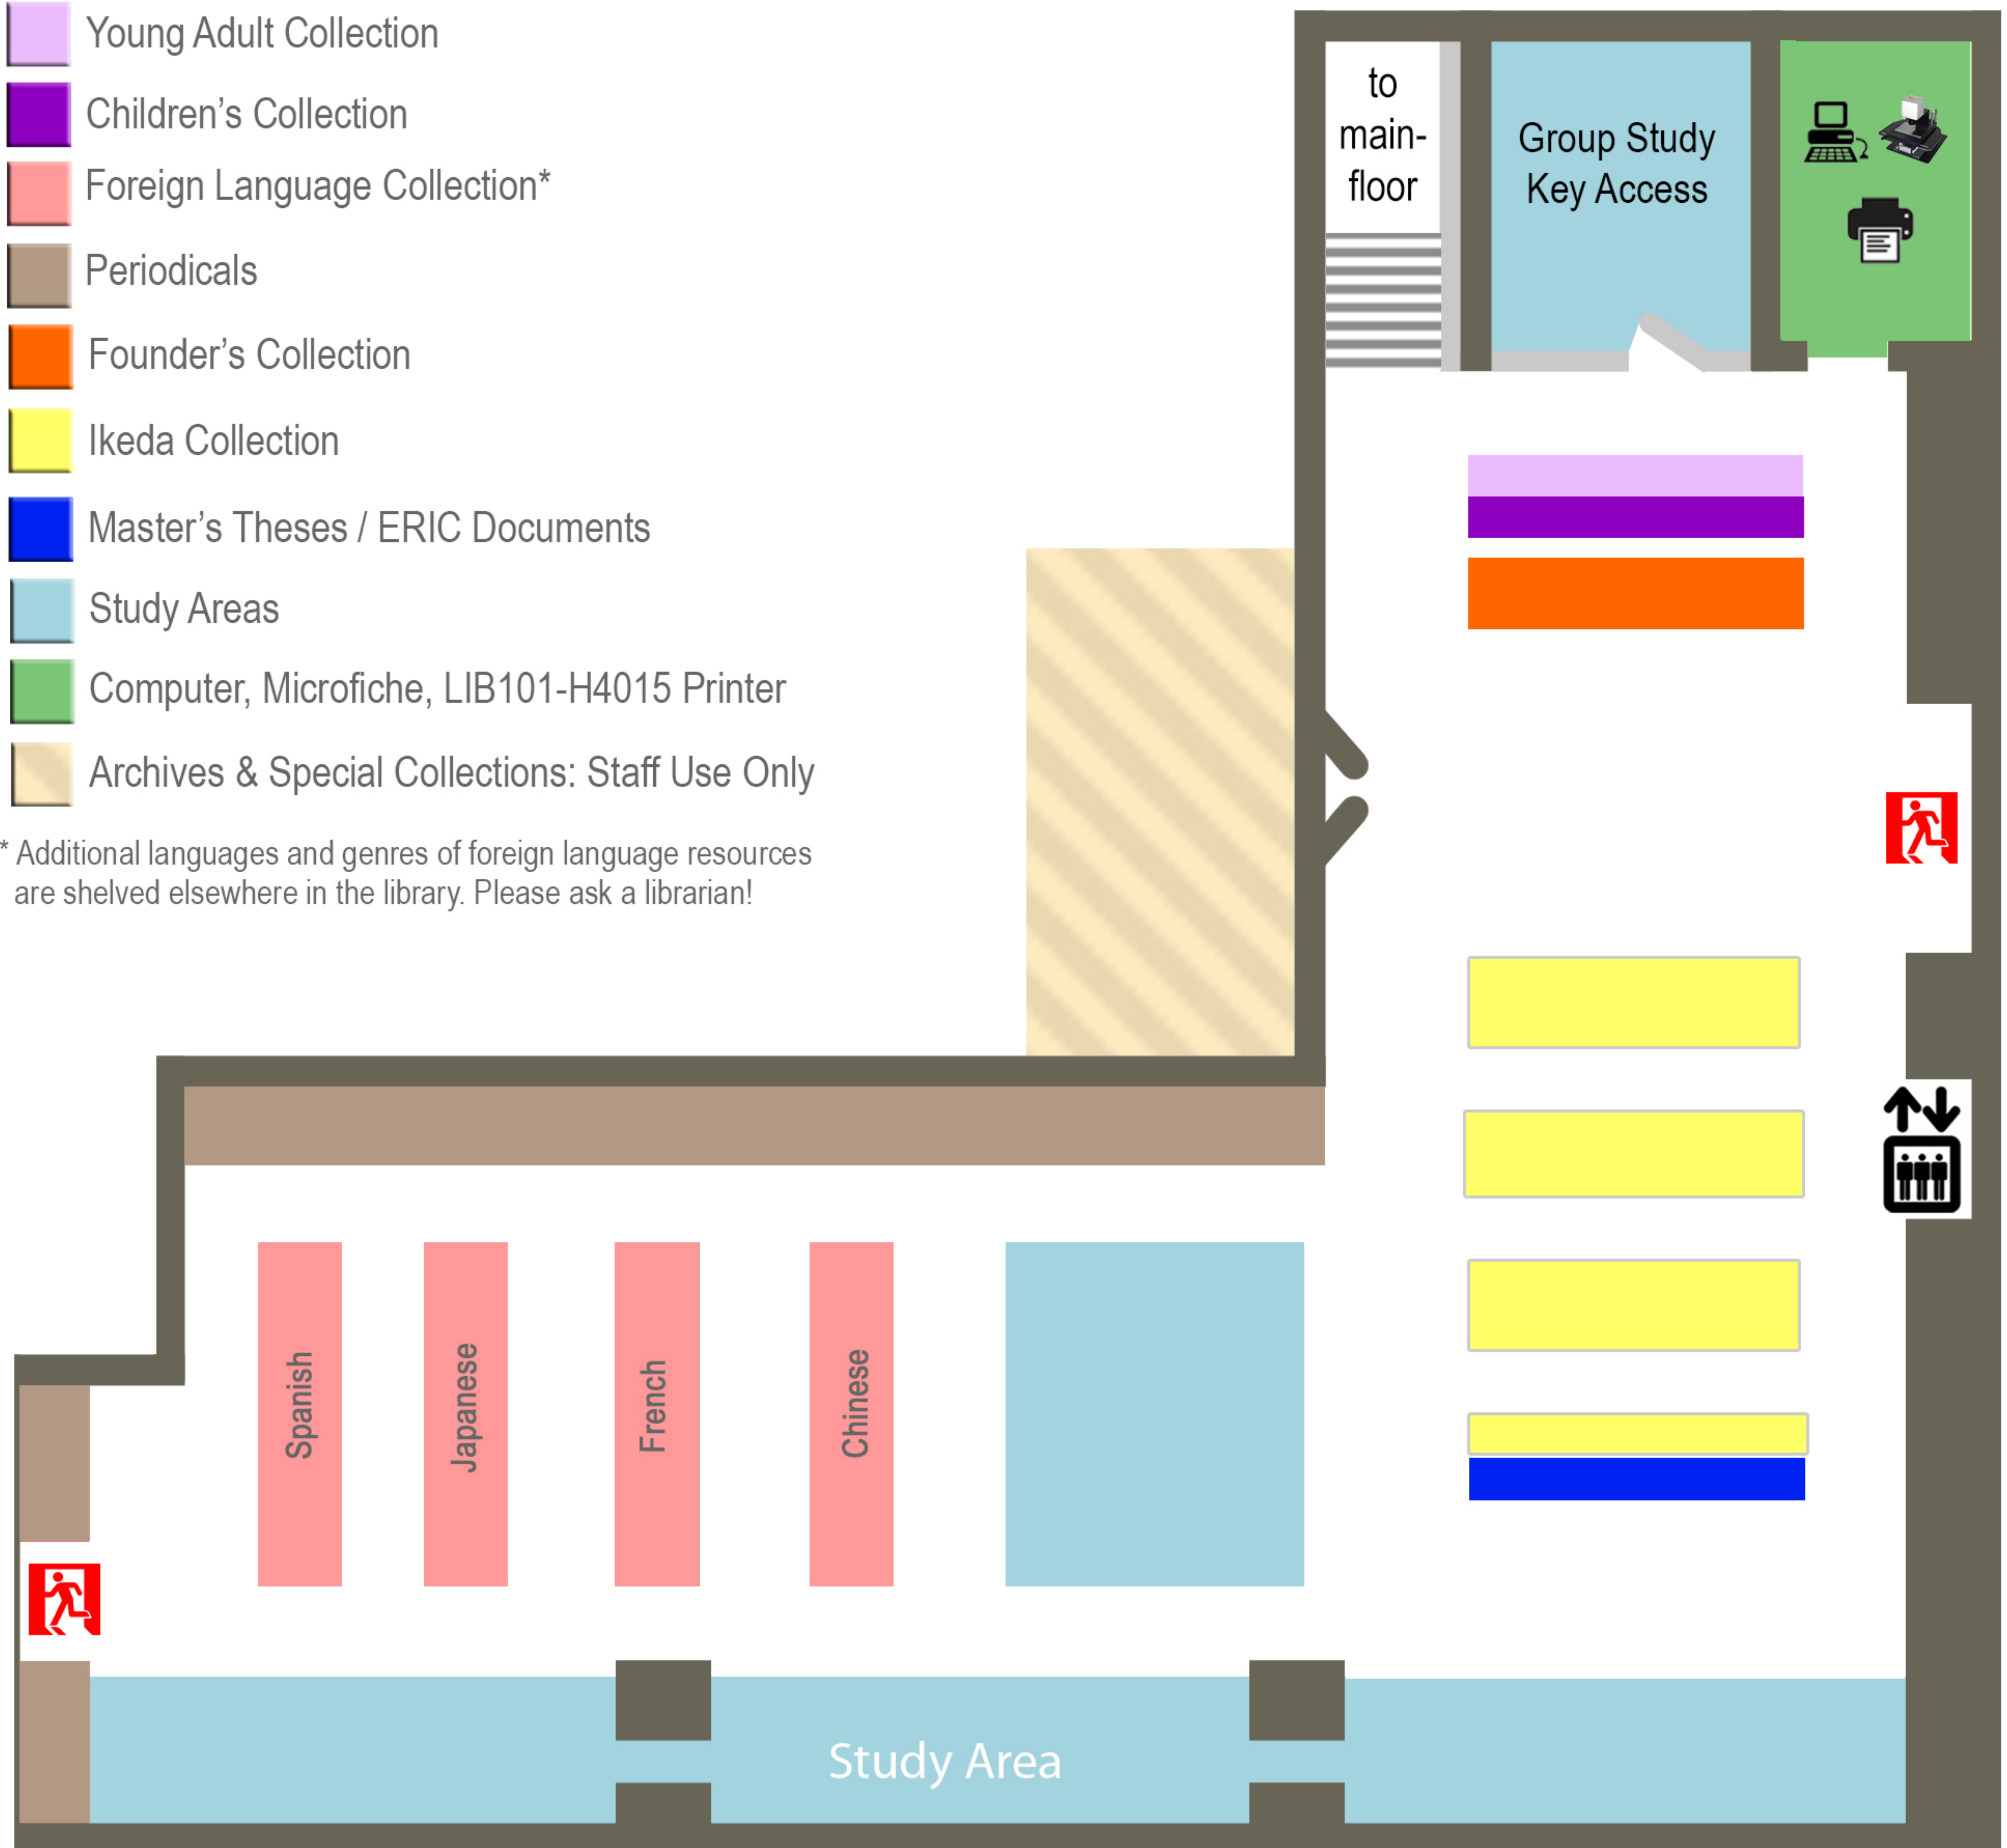 Young Adult Collection
Children’s Collection
Foreign Language Collection*
Periodicals
Founder’s Collection
Ikeda Collection
Master’s Theses / ERIC Documents
Study Areas
Computer, Microfiche, LIB101-H4015 Printer
Archives & Special Collections: Staff Use Only
* Additional languages and genres of foreign language resources
are shelved elsewhere in the library. Please ask a librarian!
to
main-
floor
Group Study
Key Access
Spanish
Japanese
French
Chinese
Study Area